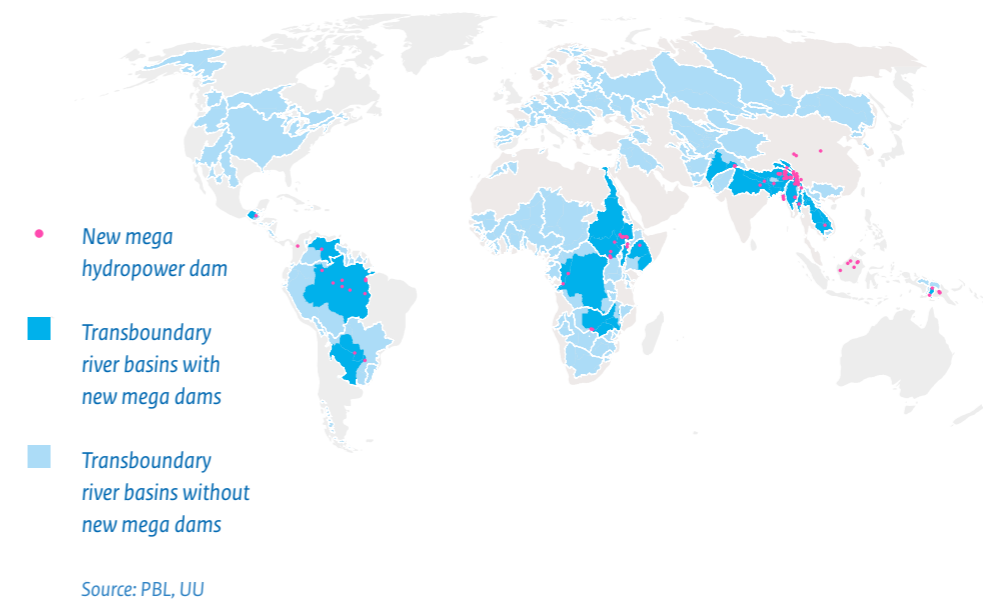 New mega
hydropower dam
Transboundary
river basins with
new mega dams
Transboundary
river basins without
new mega dams
Source: PBL, UU